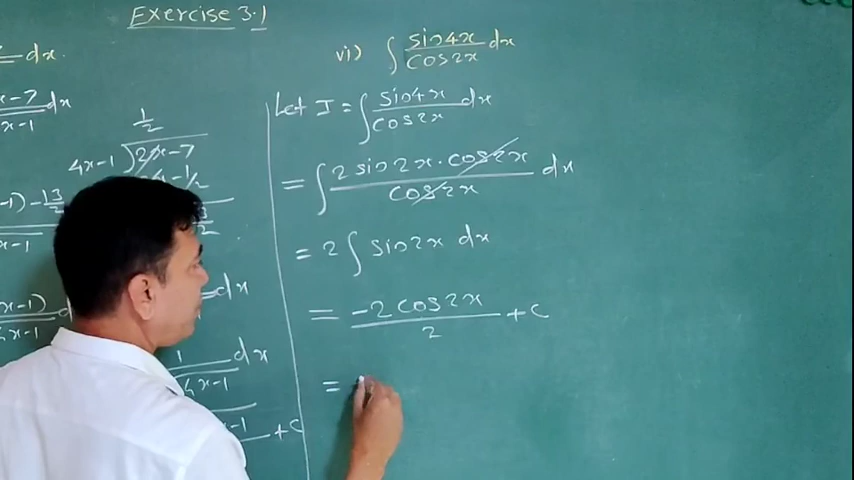 Exercise 3.1
dx.
x-7 dx
x-1
1/2
4x-1 2x-7
-1/2
-1) -13/2
x-1
x-1)
4x-1
dx
1 dx
4x-1
-1 +c
vi) ∫ sin4x/cos2x dx
Let I = ∫ sin4x/cos2x dx
= ∫ 2 sin2x·cos2x/cos2x dx
= 2 ∫ sin2x dx
= -2cos2x/2 + c
=